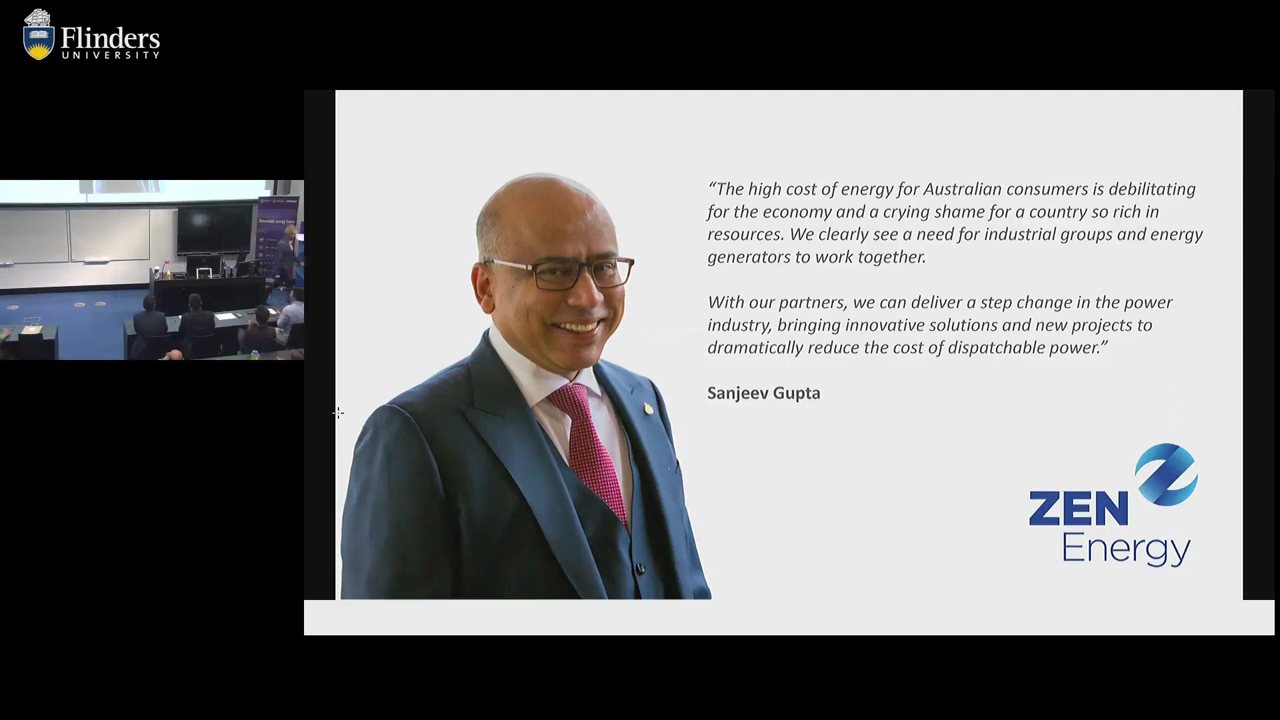 Flinders
UNIVERSITY
“The high cost of energy for Australian consumers is debilitating
for the economy and a crying shame for a country so rich in
resources. We clearly see a need for industrial groups and energy
generators to work together.
With our partners, we can deliver a step change in the power
industry, bringing innovative solutions and new projects to
dramatically reduce the cost of dispatchable power.”
Sanjeev Gupta
ZEN
Energy